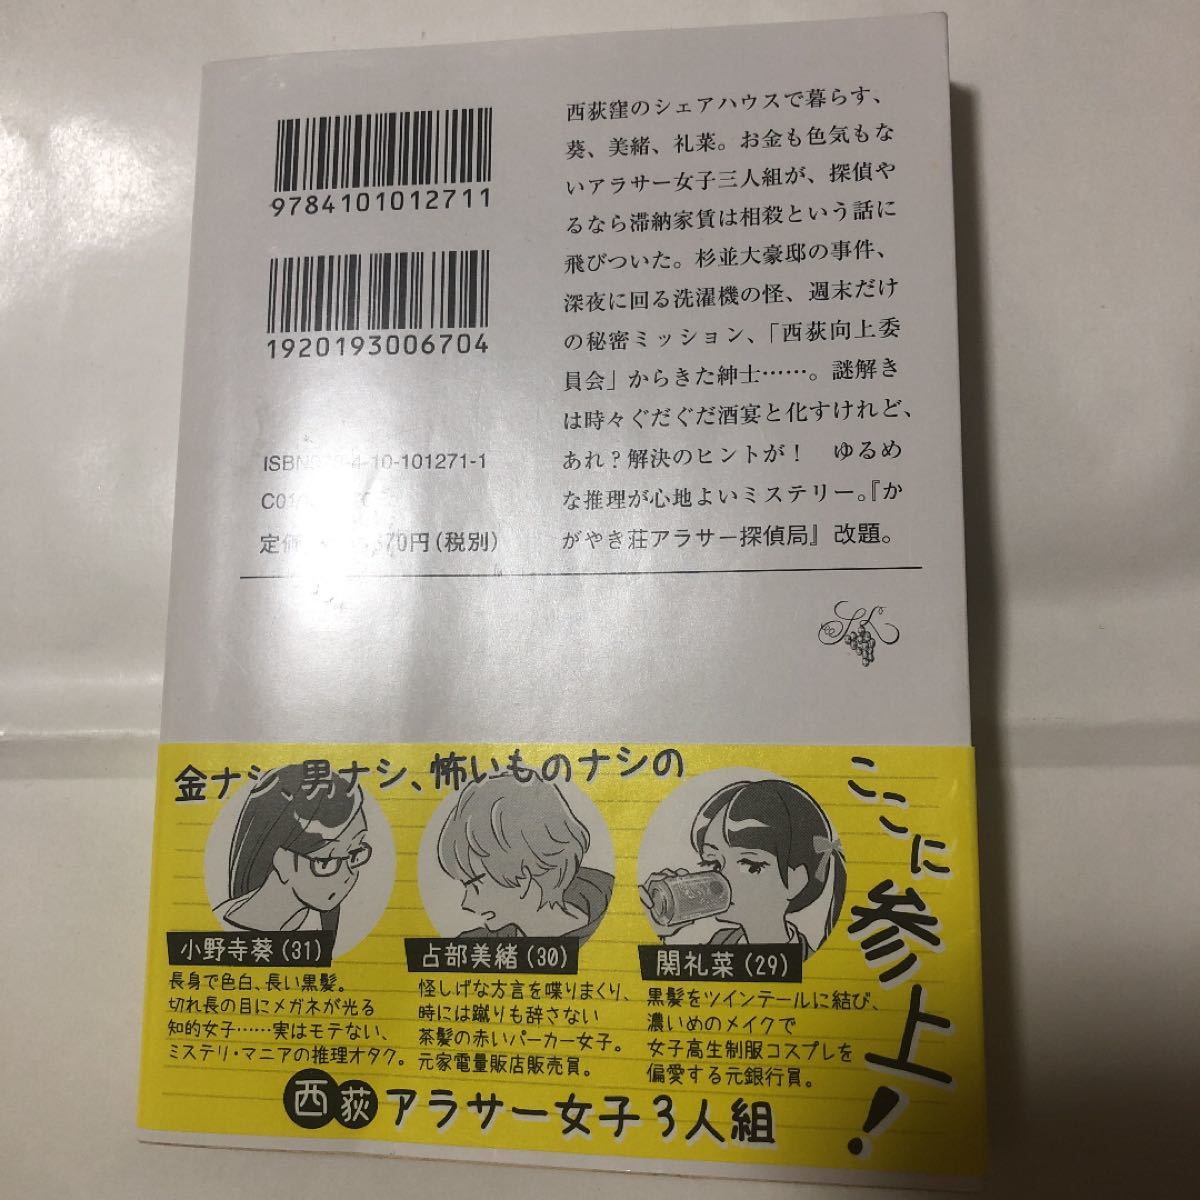 9784101012711
1920193006704
ISBN978-4-10-101271-1
C01
定価 670円(税別)
西荻窪のシェアハウスで暮らす、
葵、美緒、礼菜。お金も色気もな
いアラサー女子三人組が、探偵や
るなら滞納家賃は相殺という話に
飛びついた。杉並大豪邸の事件、
深夜に回る洗濯機の怪、週末だけ
の秘密ミッション、「西荻向上委
員会」からきた紳士……。謎解き
は時々ぐだぐだ酒宴と化すけれど、
あれ?解決のヒントが! ゆるめ
な推理が心地よいミステリー。『か
がやき荘アラサー探偵局』改題。
金ナシ、男ナシ、怖いものナシの
小野寺葵(31)
長身で色白、長い黒髪。
切れ長の目にメガネが光る
知的女子……実はモテない、
ミステリ・マニアの推理オタク。
占部美緒(30)
怪しげな方言を喋りまくり、
時には蹴りも辞さない
茶髪の赤いパーカー女子。
元家電量販店販売員。
関礼菜(29)
黒髪をツインテールに結び、
濃いめのメイクで
女子高生制服コスプレを
偏愛する元銀行員。
西荻アラサー女子3人組
ここに参上!